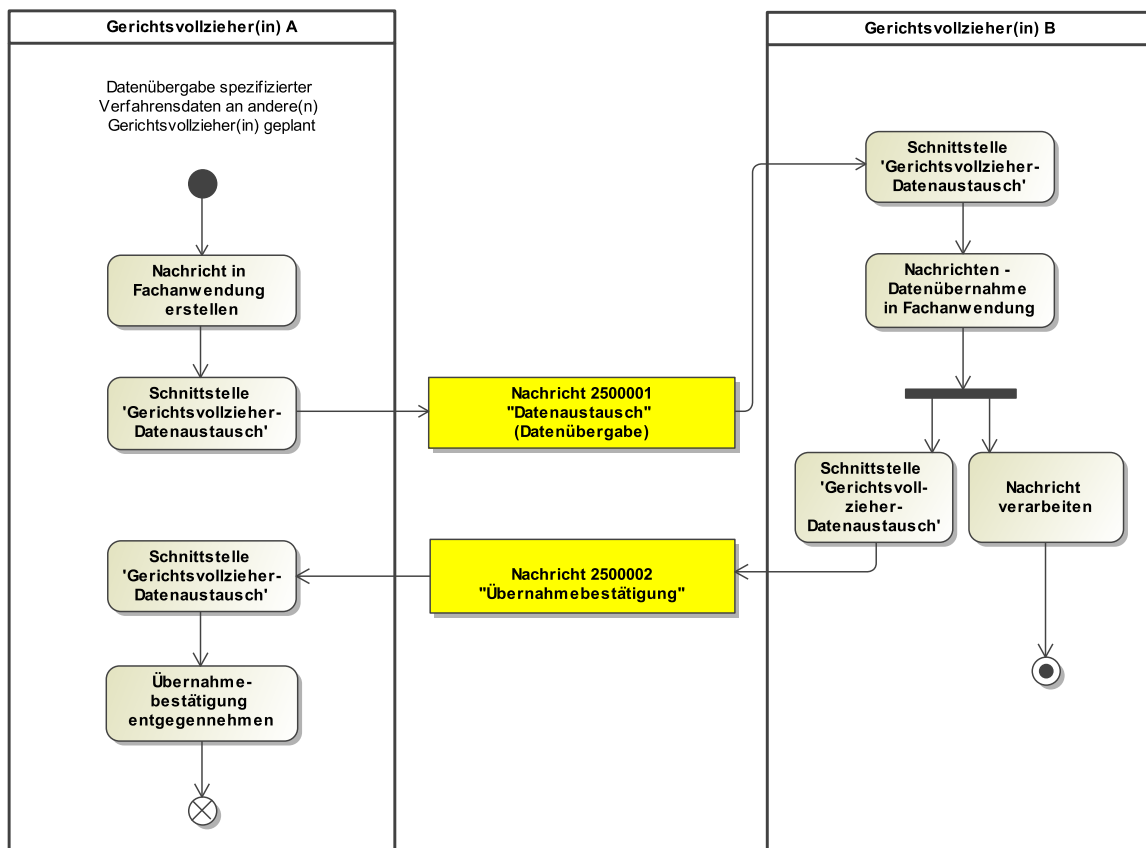 Gerichtsvollzieher(in) A
Datenübergabe spezifizierter
Verfahrensdaten an andere(n)
Gerichtsvollzieher(in) geplant
Nachricht in
Fachanwendung
erstellen
Schnittstelle
'Gerichtsvollzieher-
Datenaustausch'
Nachricht 2500001
"Datenaustausch"
(Datenübergabe)
Gerichtsvollzieher(in) B
Schnittstelle
'Gerichtsvollzieher-
Datenaustausch'
Nachrichten -
Datenübernahme
in Fachanwendung
Schnittstelle
'Gerichtsvoll-
zieher-
Datenaustausch'
Nachricht
verarbeiten
Nachricht 2500002
"Übernahmebestätigung"
Schnittstelle
'Gerichtsvollzieher-
Datenaustausch'
Übernahme-
bestätigung
entgegennehmen